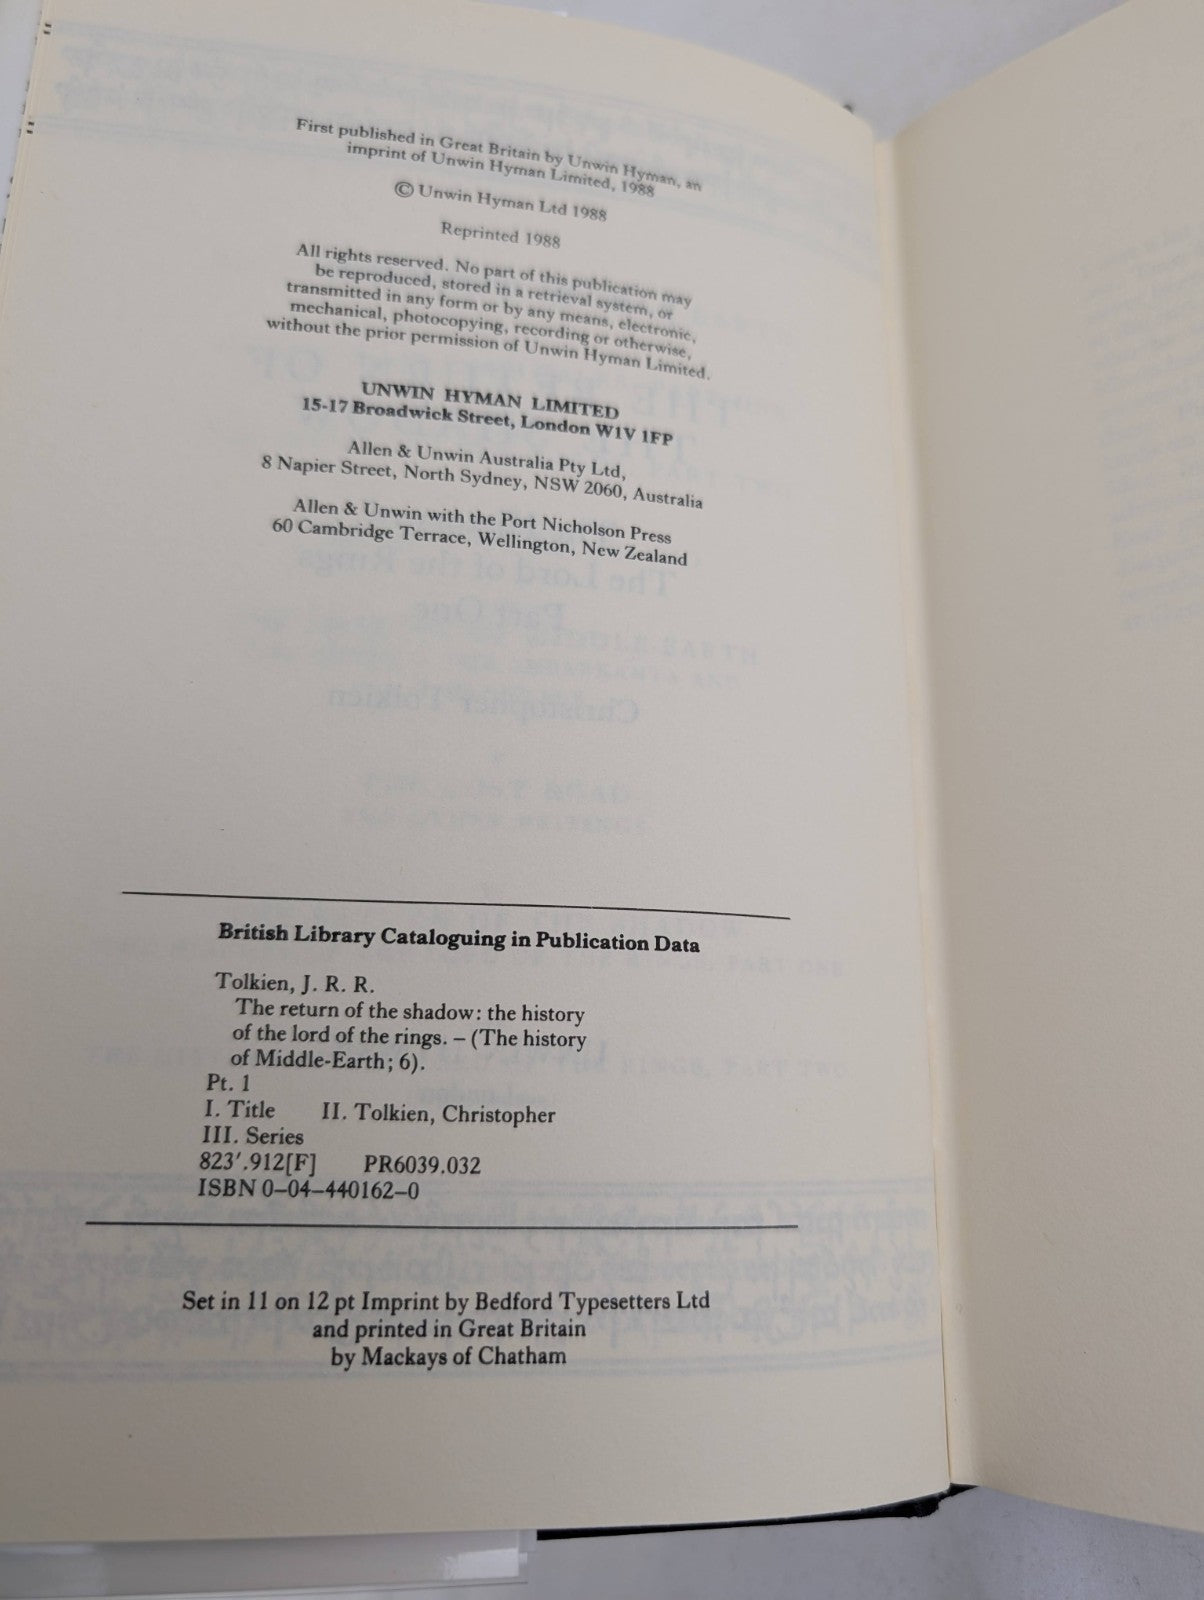 First published in Great Britain by Unwin Hyman, an
imprint of Unwin Hyman Limited, 1988
© Unwin Hyman Ltd 1988
Reprinted 1988
All rights reserved. No part of this publication may
be reproduced, stored in a retrieval system, or
transmitted in any form or by any means, electronic,
mechanical, photocopying, recording or otherwise,
without the prior permission of Unwin Hyman Limited.
UNWIN HYMAN LIMITED
15-17 Broadwick Street, London W1V 1FP
Allen & Unwin Australia Pty Ltd,
8 Napier Street, North Sydney, NSW 2060, Australia
Allen & Unwin with the Port Nicholson Press
60 Cambridge Terrace, Wellington, New Zealand
British Library Cataloguing in Publication Data
Tolkien, J. R. R.
The return of the shadow: the history
of the lord of the rings. – (The history
of Middle-Earth; 6).
Pt. 1
I. Title II. Tolkien, Christopher
III. Series
823′.912[F] PR6039.032
ISBN 0–04–440162–0
Set in 11 on 12 pt Imprint by Bedford Typesetters Ltd
and printed in Great Britain
by Mackays of Chatham